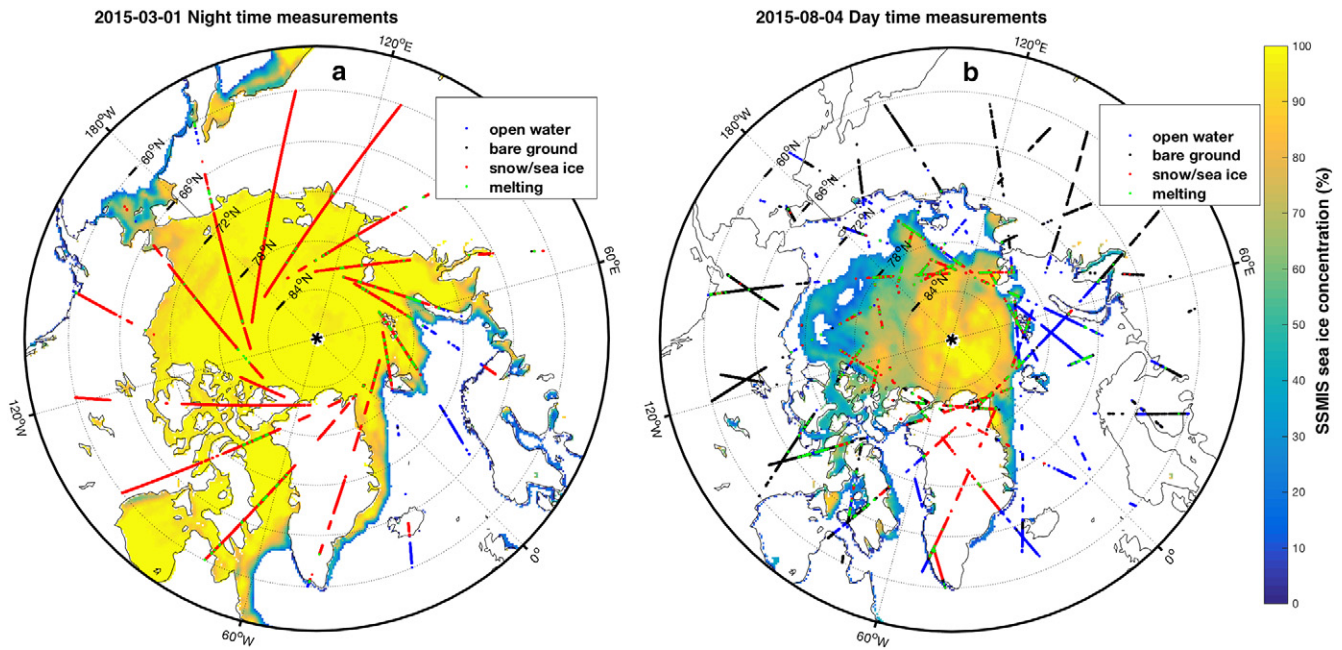 2015-03-01 Night time measurements
a
120°E
180°W
60°N
66°N
72°N
78°N
84°N
open water
bare ground
snow/sea ice
melting
60°E
120°W
60°W
0°
2015-08-04 Day time measurements
b
120°E
180°W
60°N
66°N
72°N
78°N
84°N
open water
bare ground
snow/sea ice
melting
60°E
120°W
60°W
0°
100
90
80
70
60
50
40
30
20
10
0
SSMIS sea ice concentration (%)